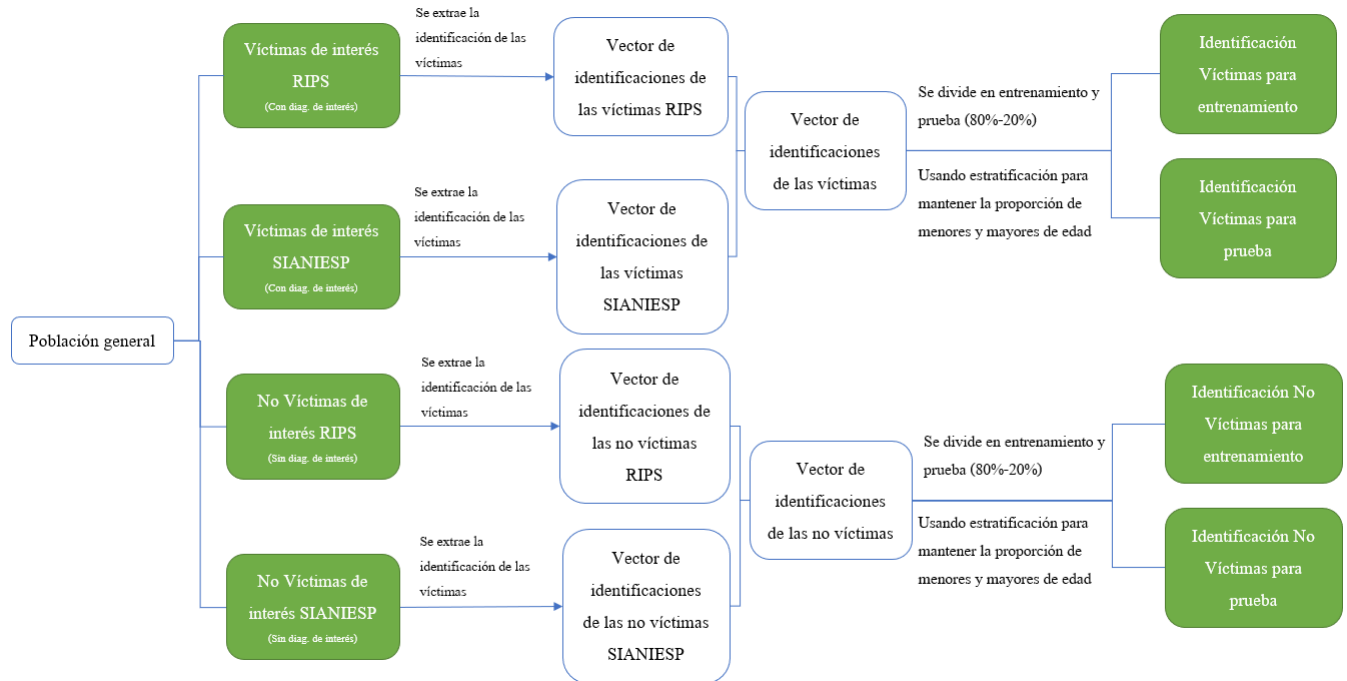 Población general
Víctimas de interés
RIPS
(Con diag. de interés)
Se extrae la
identificación de las
víctimas
Vector de
identificaciones de
las víctimas RIPS
Víctimas de interés
SIANIESP
(Con diag. de interés)
Se extrae la
identificación de las
víctimas
Vector de
identificaciones de
las víctimas
SIANIESP
Vector de
identificaciones
de las víctimas
Se divide en entrenamiento y
prueba (80%-20%)
Usando estratificación para
mantener la proporción de
menores y mayores de edad
Identificación
Víctimas para
entrenamiento
Identificación
Víctimas para
prueba
No Víctimas de
interés RIPS
(Sin diag. de interés)
Se extrae la
identificación de las
víctimas
Vector de
identificaciones de
las no víctimas
RIPS
No Víctimas de
interés SIANIESP
(Sin diag. de interés)
Se extrae la
identificación de las
víctimas
Vector de
identificaciones
de las no víctimas
SIANIESP
Vector de
identificaciones
de las no víctimas
Se divide en entrenamiento y
prueba (80%-20%)
Usando estratificación para
mantener la proporción de
menores y mayores de edad
Identificación No
Víctimas para
entrenamiento
Identificación No
Víctimas para
prueba